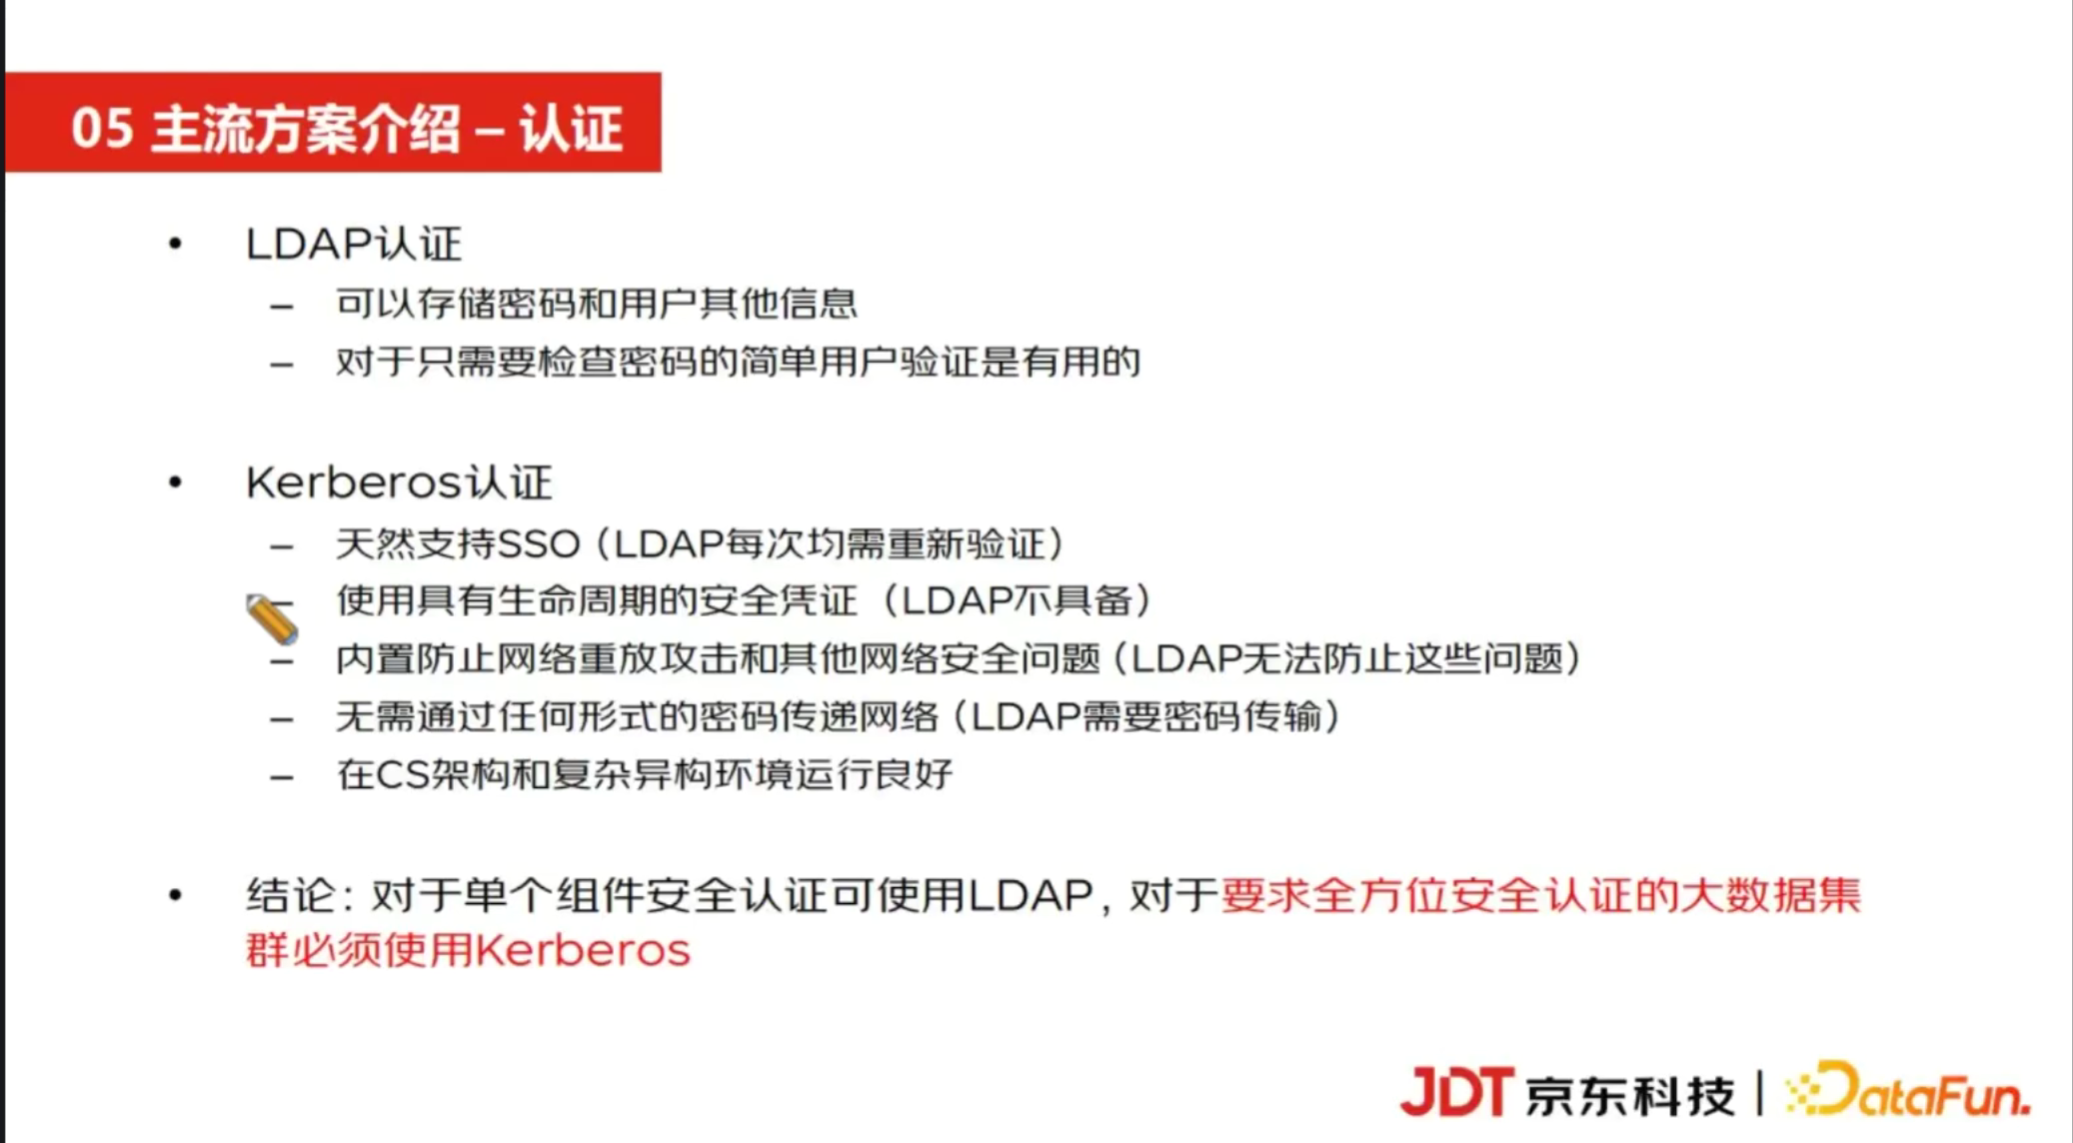 05 主流方案介绍 – 认证
• LDAP认证
– 可以存储密码和用户其他信息
– 对于只需要检查密码的简单用户验证是有用的
• Kerberos认证
– 天然支持SSO（LDAP每次均需重新验证）
– 使用具有生命周期的安全凭证（LDAP不具备）
– 内置防止网络重放攻击和其他网络安全问题（LDAP无法防止这些问题）
– 无需通过任何形式的密码传递网络（LDAP需要密码传输）
– 在CS架构和复杂异构环境运行良好
• 结论：对于单个组件安全认证可使用LDAP，对于要求全方位安全认证的大数据集
群必须使用Kerberos
JDT 京东科技 | DataFun.